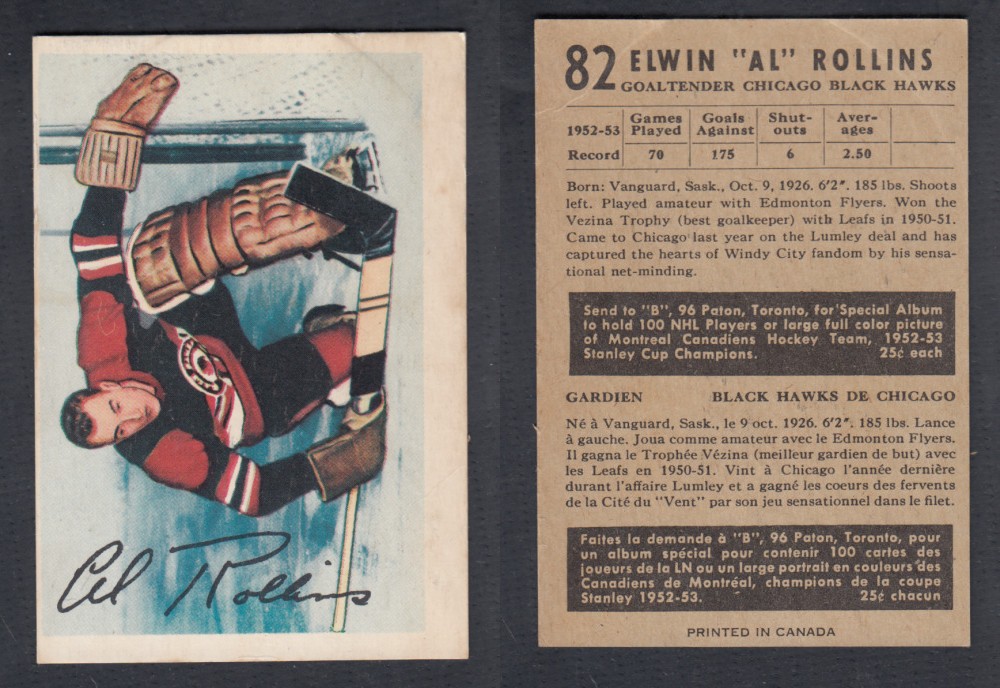 Al Rollins
82 ELWIN "AL" ROLLINS
GOALTENDER CHICAGO BLACK HAWKS
1952-53 Games Played Goals Against Shut-outs Aver-ages
Record 70 175 6 2.50
Born: Vanguard, Sask., Oct. 9, 1926. 6'2". 185 lbs. Shoots
left. Played amateur with Edmonton Flyers. Won the
Vezina Trophy (best goalkeeper) with Leafs in 1950-51.
Came to Chicago last year on the Lumley deal and has
captured the hearts of Windy City fandom by his sensa-
tional net-minding.
Send to "B", 96 Paton, Toronto, for Special Album
to hold 100 NHL Players or large full color picture
of Montreal Canadiens Hockey Team, 1952-53
Stanley Cup Champions. 25¢ each
GARDIEN BLACK HAWKS DE CHICAGO
Né à Vanguard, Sask., le 9 oct. 1926. 6'2". 185 lbs. Lance
à gauche. Joua comme amateur avec le Edmonton Flyers.
Il gagna le Trophée Vézina (meilleur gardien de but) avec
les Leafs en 1950-51. Vint à Chicago l'année dernière
durant l'affaire Lumley et a gagné les coeurs des fervents
de la Cité du "Vent" par son jeu sensationnel dans le filet.
Faites la demande à "B", 96 Paton, Toronto, pour
un album spécial pour contenir 100 cartes des
joueurs de la LN ou un large portrait en couleurs des
Canadiens de Montréal, champions de la coupe
Stanley 1952-53. 25¢ chacun
PRINTED IN CANADA